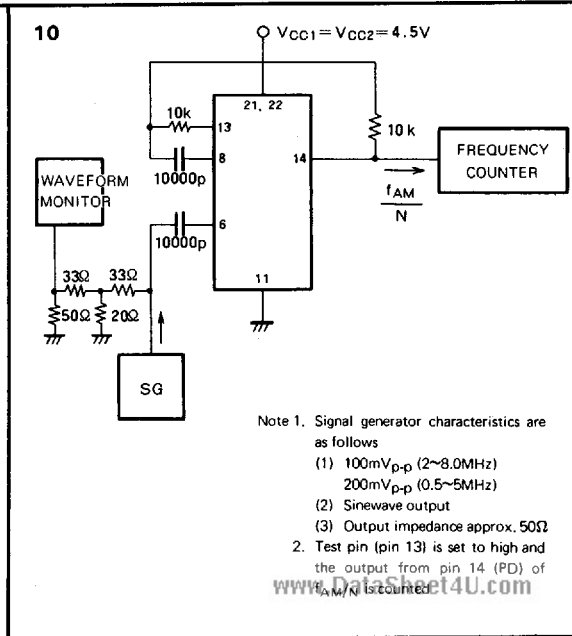 10
VCC1=VCC2=4.5V
21, 22
10k
13
10 k
8
14
10000p
FREQUENCY
COUNTER
WAVEFORM
MONITOR
fAM
N
6
10000p
33Ω 33Ω
11
50Ω 20Ω
SG
Note 1. Signal generator characteristics are
as follows
(1) 100mVp-p (2~8.0MHz)
200mVp-p (0.5~5MHz)
(2) Sinewave output
(3) Output impedance approx. 50Ω
2. Test pin (pin 13) is set to high and
the output from pin 14 (PD) of
fAM/N is counted
www.DataSheet4U.com